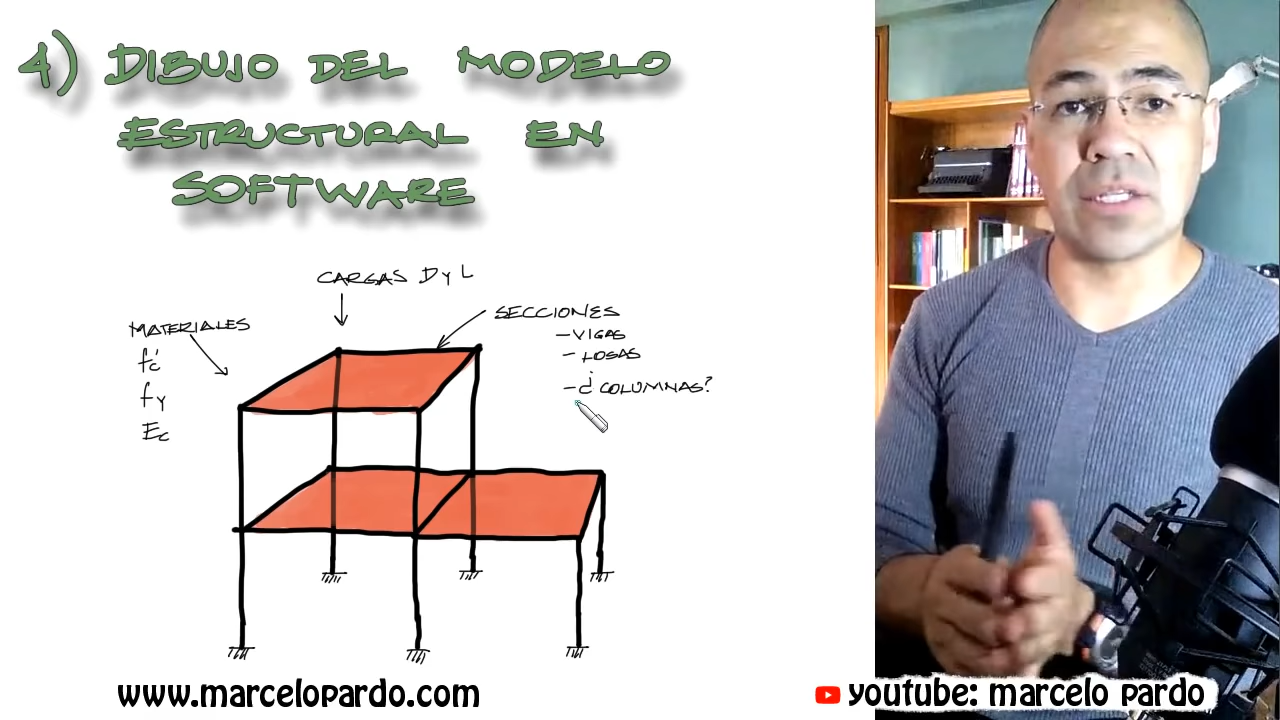 4) DIBUJO DEL MODELO
ESTRUCTURAL EN
SOFTWARE
CARGAS D y L
MATERIALES
f'c
fy
Ec
SECCIONES
- VIGAS
- LOSAS
- ¿COLUMNAS?
www.marcelopardo.com
youtube: marcelo pardo